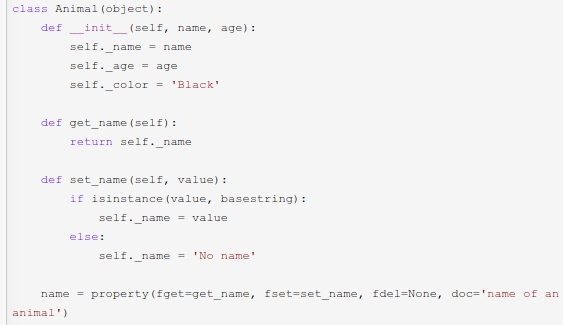 class Animal(object):
    def __init__(self, name, age):
        self._name = name
        self._age = age
        self._color = 'Black'

    def get_name(self):
        return self._name

    def set_name(self, value):
        if isinstance(value, basestring):
            self._name = value
        else:
            self._name = 'No name'

    name = property(fget=get_name, fset=set_name, fdel=None, doc='name of an
animal')